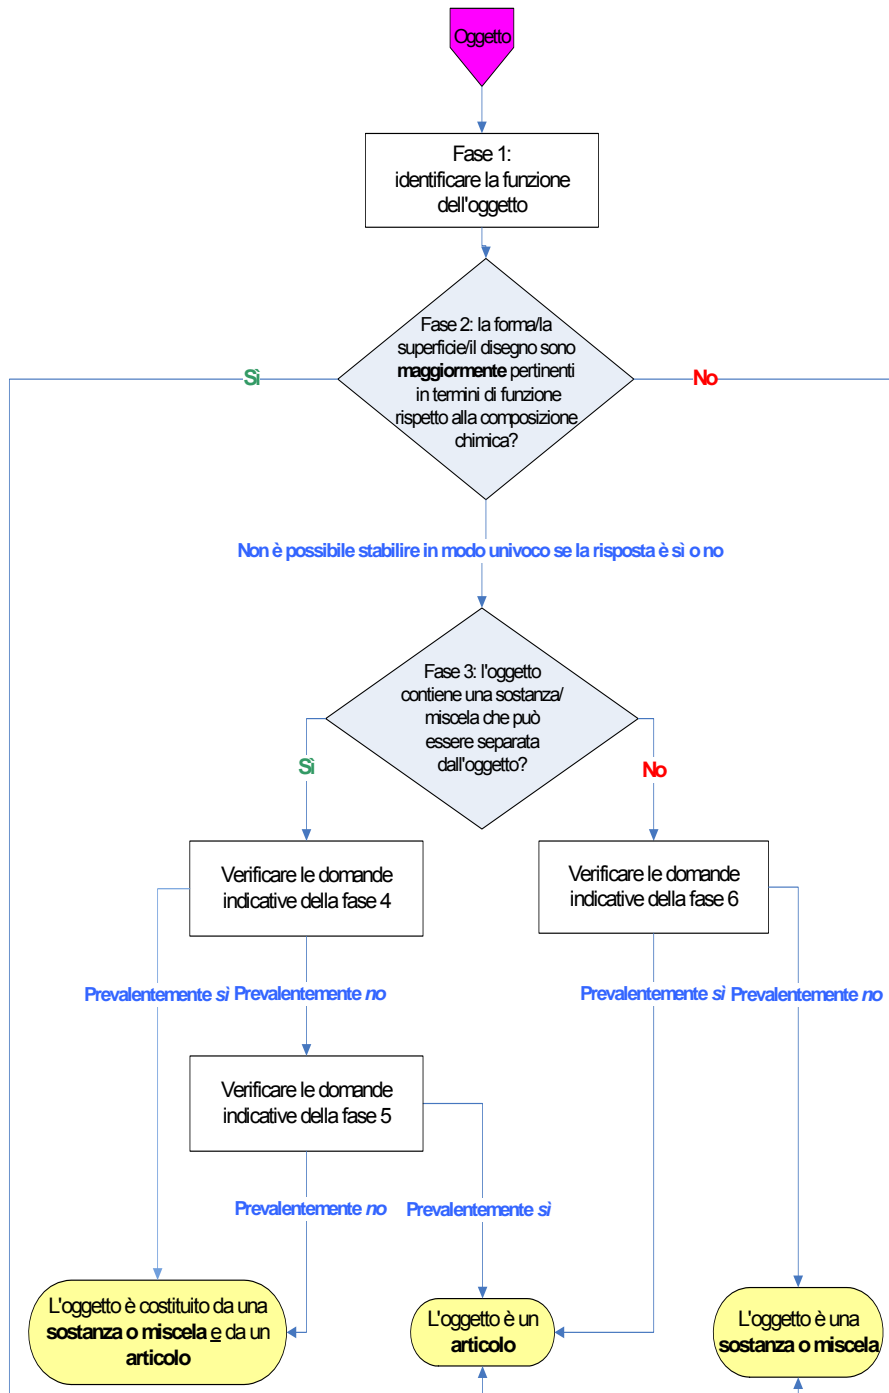 Oggetto
Fase 1:
identificare la funzione
dell'oggetto
Fase 2: la forma/la
superficie/il disegno sono
maggiormente pertinenti
in termini di funzione
rispetto alla composizione
chimica?
Sì
No
Non è possibile stabilire in modo univoco se la risposta è sì o no
Fase 3: l'oggetto
contiene una sostanza/
miscela che può
essere separata
dall'oggetto?
Sì
No
Verificare le domande
indicative della fase 4
Verificare le domande
indicative della fase 6
Prevalentemente sì
Prevalentemente no
Prevalentemente sì
Prevalentemente no
Verificare le domande
indicative della fase 5
Prevalentemente no
Prevalentemente sì
L'oggetto è costituito da una
sostanza o miscela e da un
articolo
L'oggetto è un
articolo
L'oggetto è una
sostanza o miscela